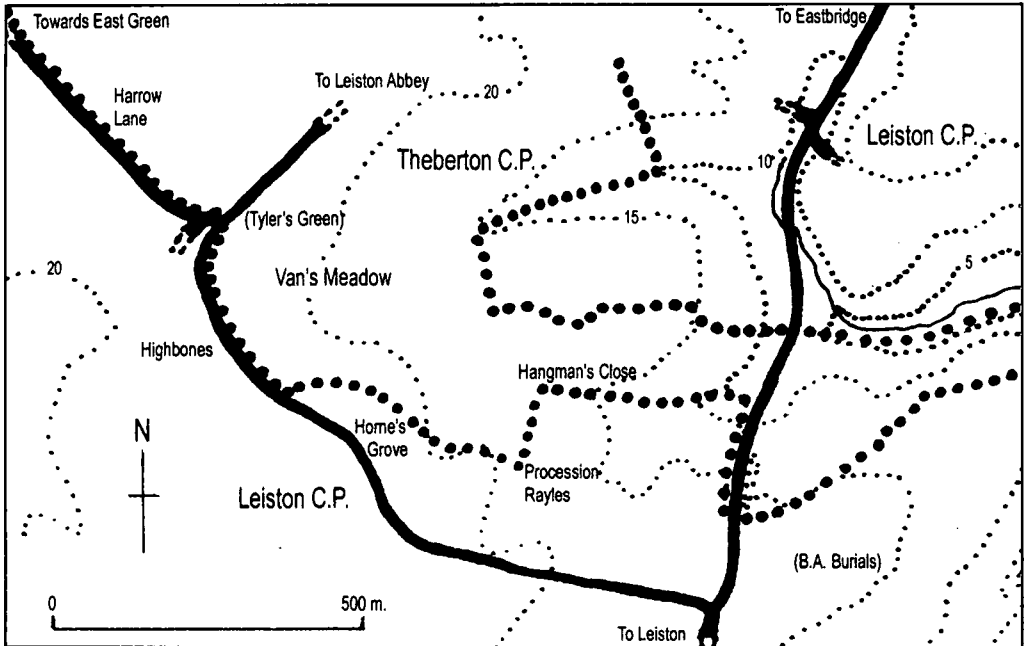 Towards East Green
To Eastbridge
Harrow
Lane
To Leiston Abbey
20
Theberton C.P.
Leiston C.P.
10
(Tyler's Green)
15
20
Van's Meadow
5
Highbones
Hangman's Close
Horne's
Grove
N
Procession
Rayles
Leiston C.P.
(B.A. Burials)
0
500 m.
To Leiston